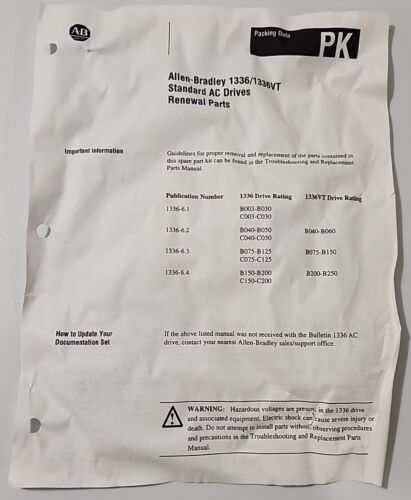 AB
Packing Data
PK
Allen-Bradley 1336/1336VT
Standard AC Drives
Renewal Parts
Important Information
Guidelines for proper removal and replacement of the parts contained in
this spare part kit can be found in the Troubleshooting and Replacement
Parts Manual.
Publication Number 1336 Drive Rating 1336VT Drive Rating
1336-6.1 B003-B030
C003-C030
1336-6.2 B040-B050 B040-B060
C040-C050
1336-6.3 B075-B125 B075-B150
C075-C125
1336-6.4 B150-B200 B200-B250
C150-C200
How to Update Your
Documentation Set
If the above listed manual was not received with the Bulletin 1336 AC
drive, contact your nearest Allen-Bradley sales/support office.
WARNING: Hazardous voltages are present in the 1336 drive
and associated equipment. Electric shock can cause severe injury or
death. Do not attempt to install parts without observing procedures
and precautions in the Troubleshooting and Replacement Parts
Manual.